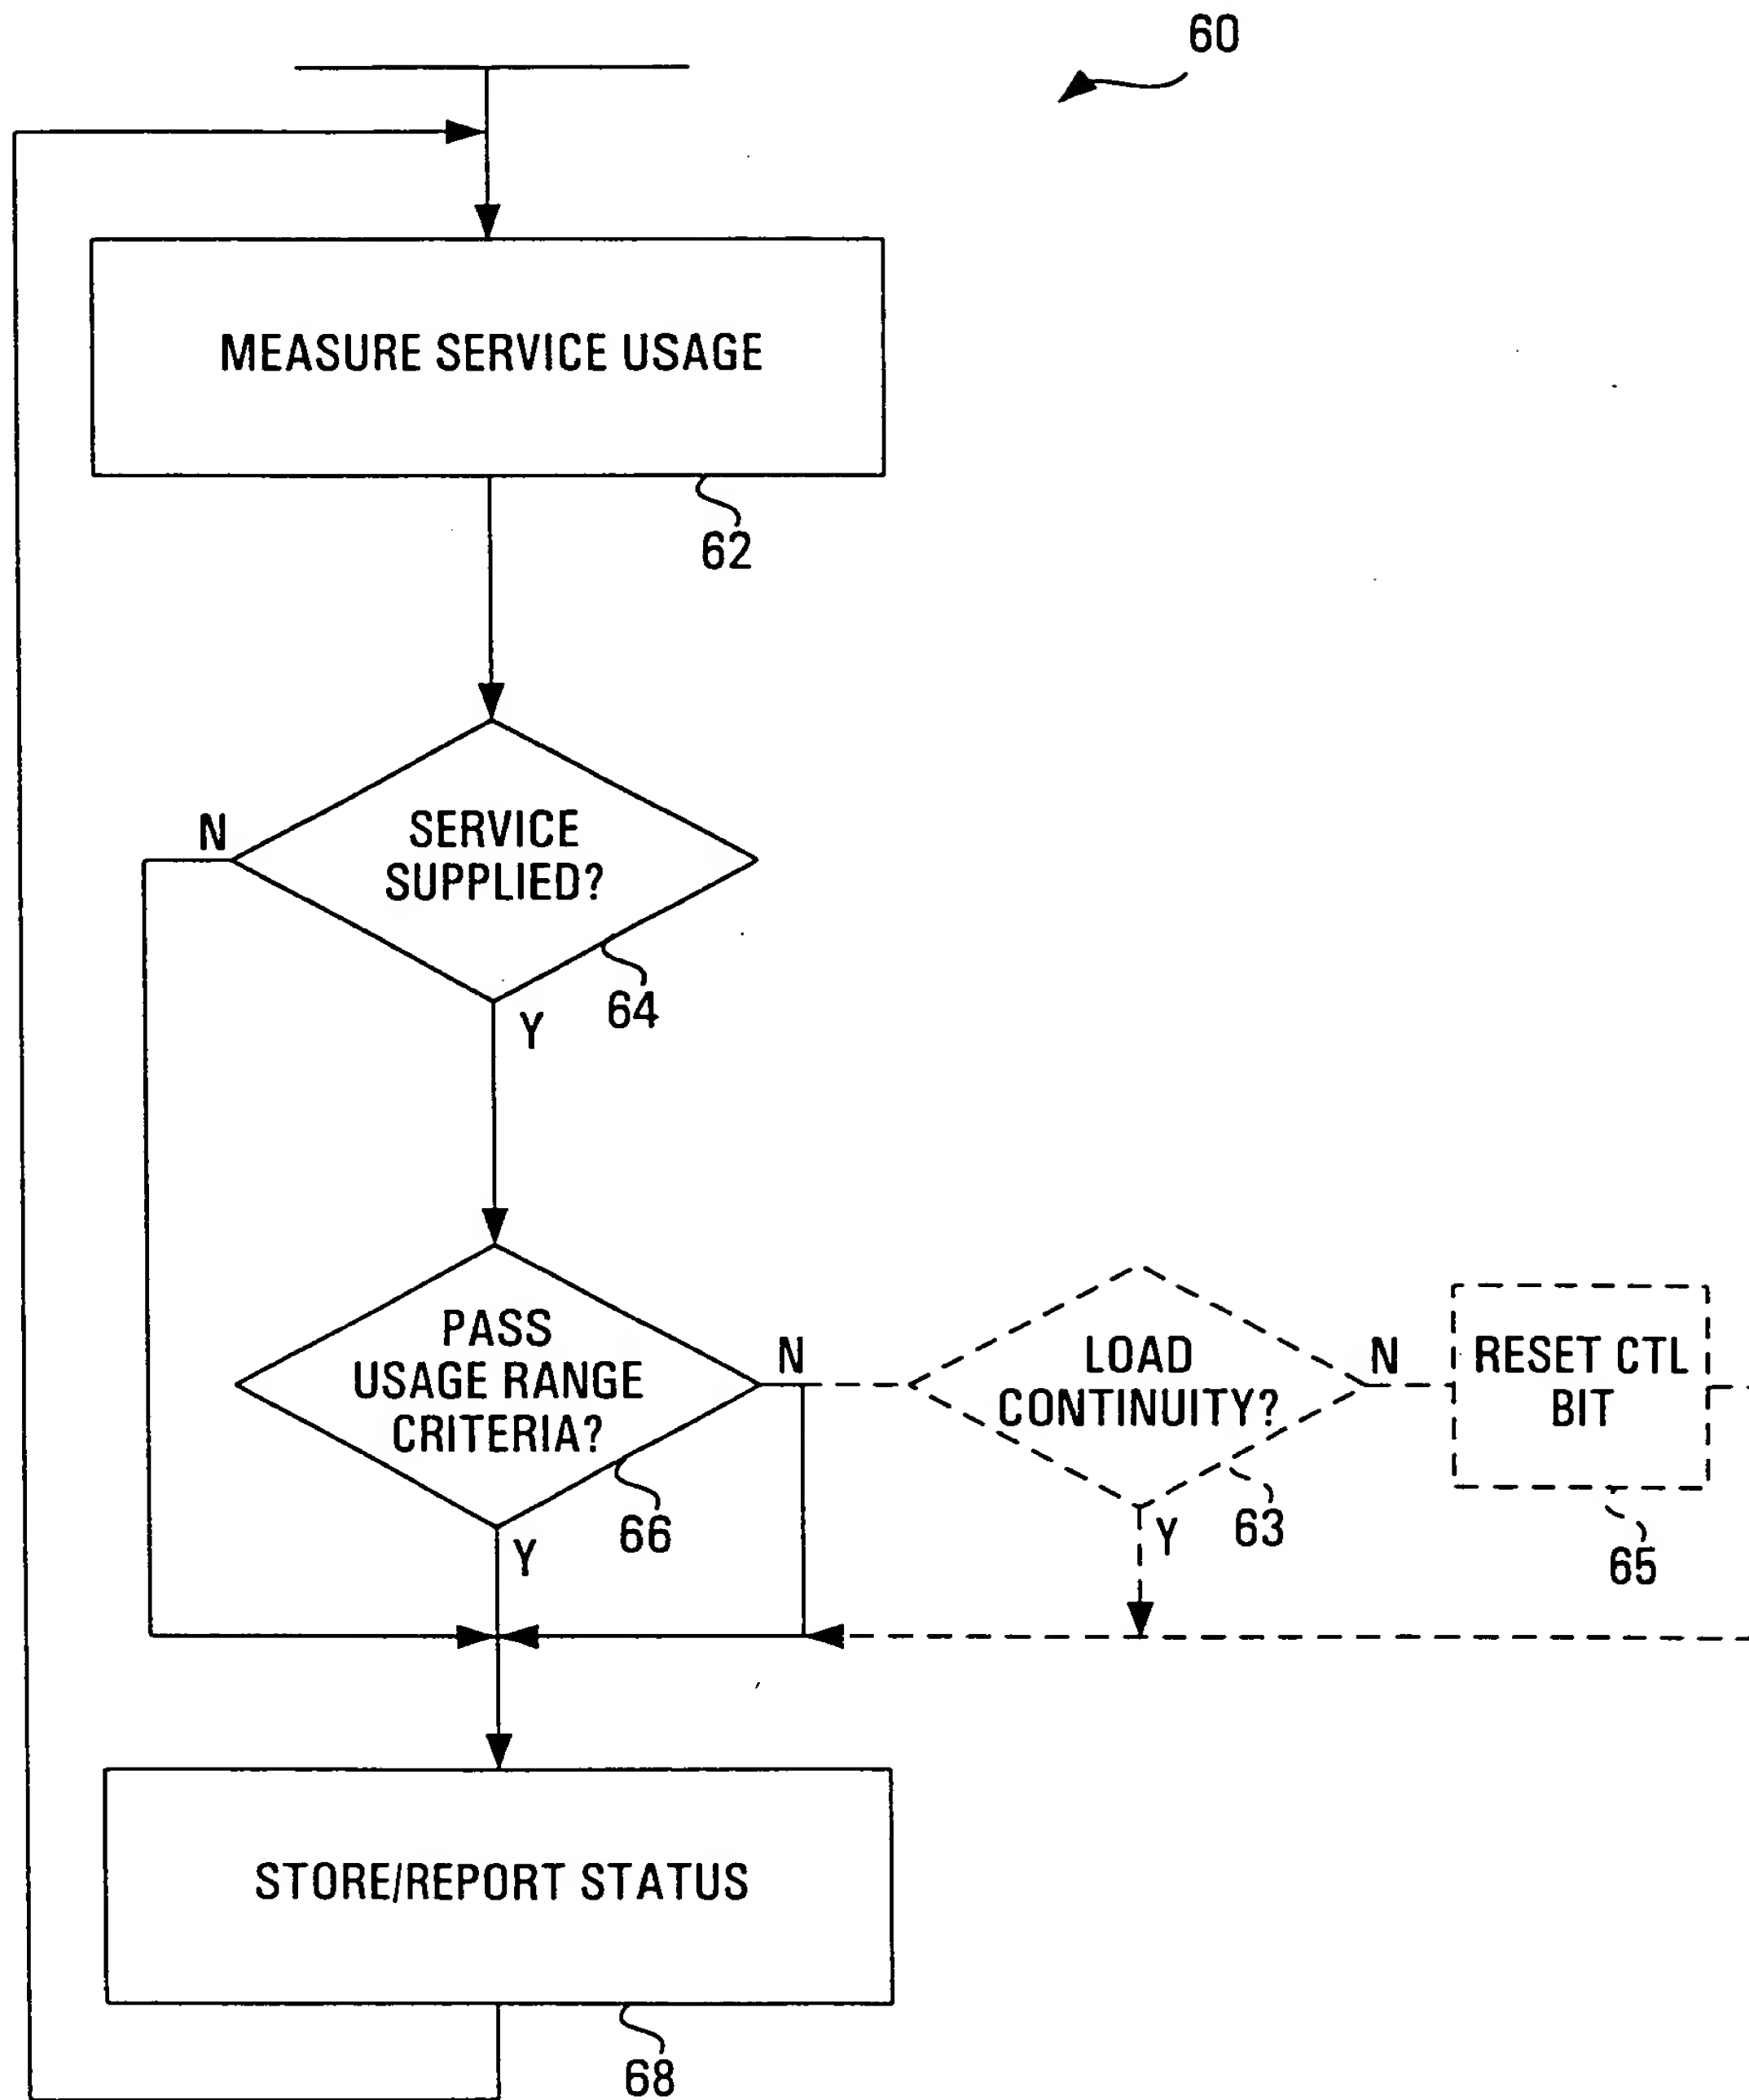 60
MEASURE SERVICE USAGE
62
N
SERVICE
SUPPLIED?
64
Y
PASS
USAGE RANGE
CRITERIA?
N
66
Y
LOAD
CONTINUITY?
N
63
Y
RESET CTL
BIT
65
STORE/REPORT STATUS
68